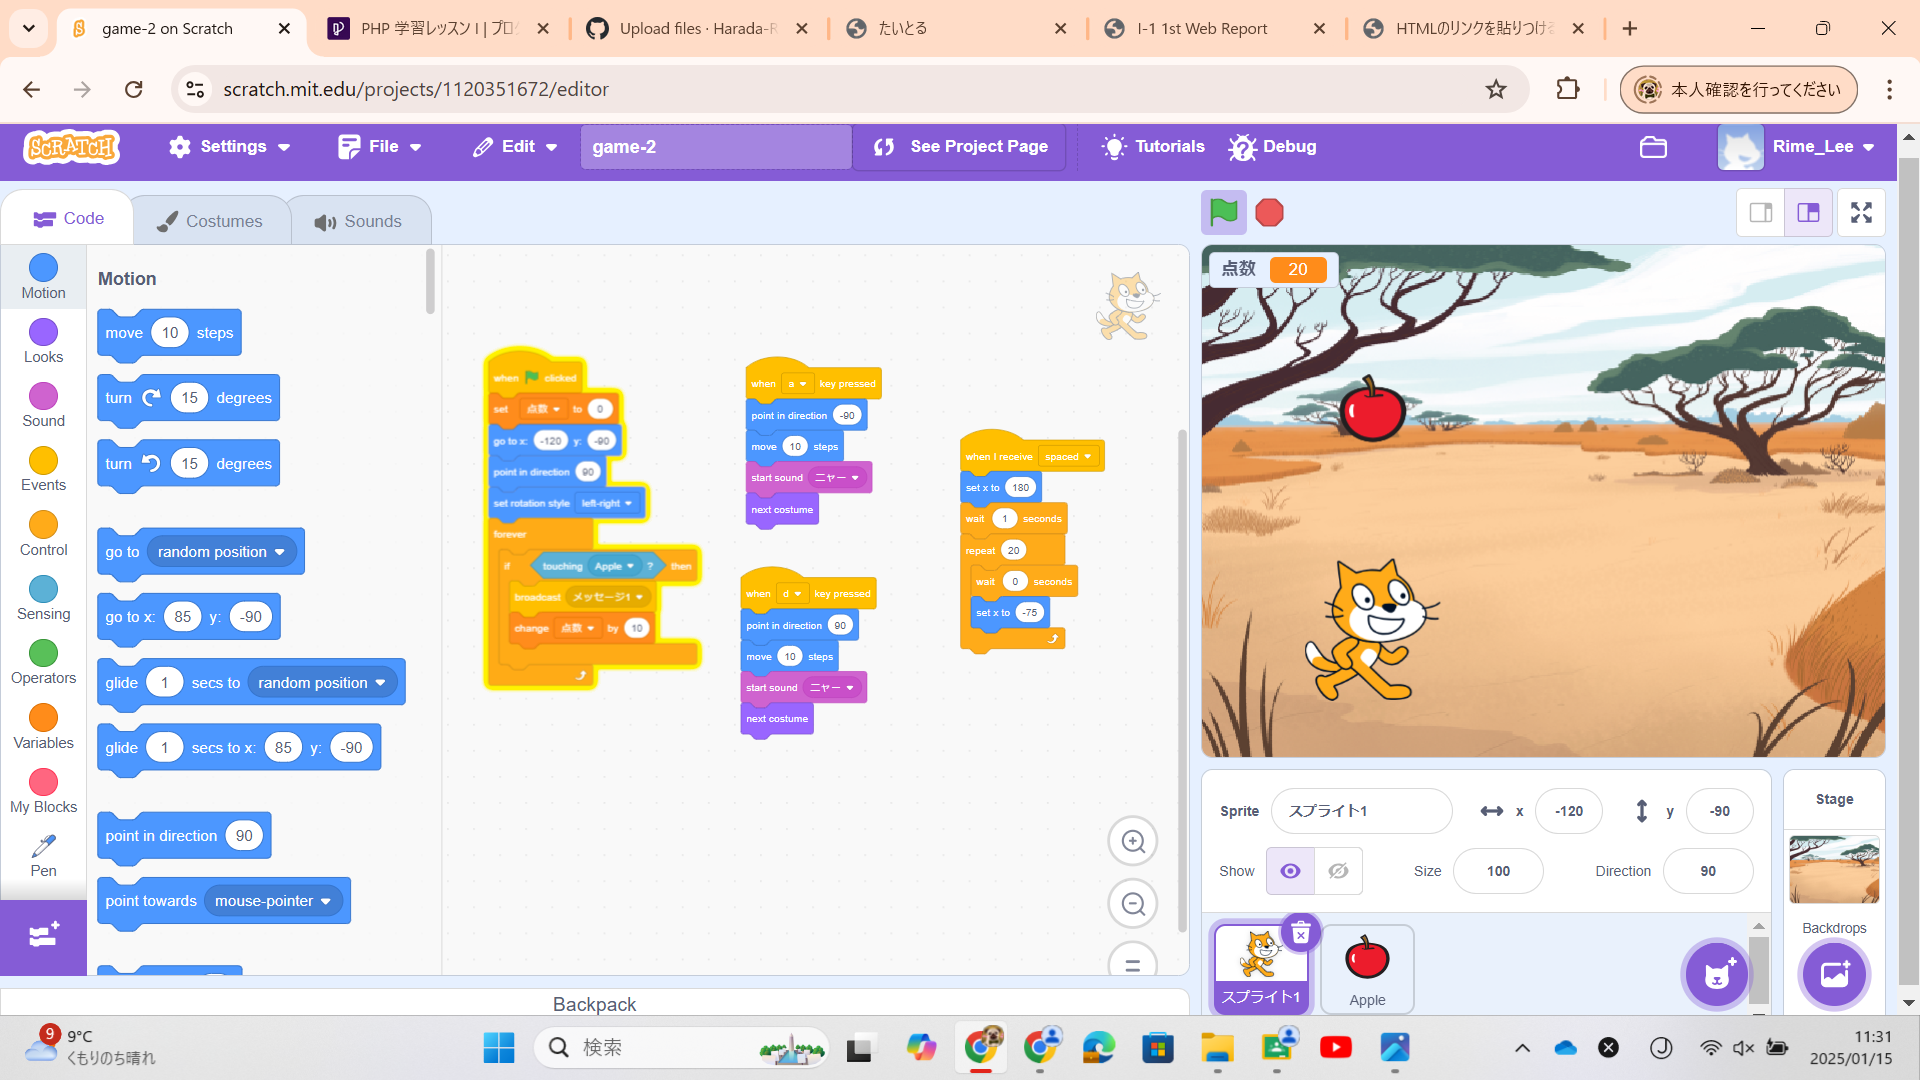 game-2 on Scratch
PHP 学習レッスン I | プロ
Upload files · Harada-R
たいとる
I-1 1st Web Report
HTMLのリンクを貼りつける
scratch.mit.edu/projects/1120351672/editor
本人確認を行ってください
SCRATCH
Settings
File
Edit
game-2
See Project Page
Tutorials
Debug
Rime_Lee
Code
Costumes
Sounds
Motion
Looks
Sound
Events
Control
Sensing
Operators
Variables
My Blocks
Pen
Motion
move 10 steps
turn 15 degrees
turn 15 degrees
go to random position
go to x: 85 y: -90
glide 1 secs to random position
glide 1 secs to x: 85 y: -90
point in direction 90
point towards mouse-pointer
when clicked
set 点数 to 0
go to x: -120 y: -90
point in direction 90
set rotation style left-right
forever
if touching Apple ? then
broadcast メッセージ1
change 点数 by 10
when a key pressed
point in direction -90
move 10 steps
start sound ニャー
next costume
when d key pressed
point in direction 90
move 10 steps
start sound ニャー
next costume
when I receive spaced
set x to 180
wait 1 seconds
repeat 20
wait 0 seconds
set x to -75
点数 20
Sprite スプライト1 x -120 y -90
Show Size 100 Direction 90
スプライト1
Apple
Stage
Backdrops
Backpack
9
9°C
くもりのち晴れ
検索
11:31
2025/01/15